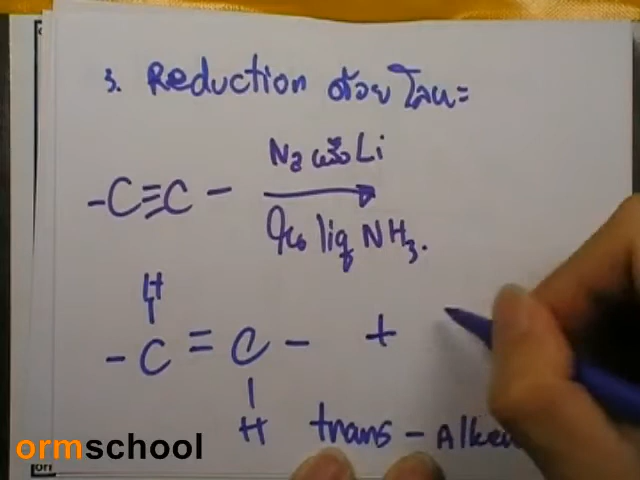 3. Reduction ด้วยโลหะ
-C≡C- Na หรือ Li
ใน liq NH3.
H
-C=C- +
H trans - Alken
ormschool